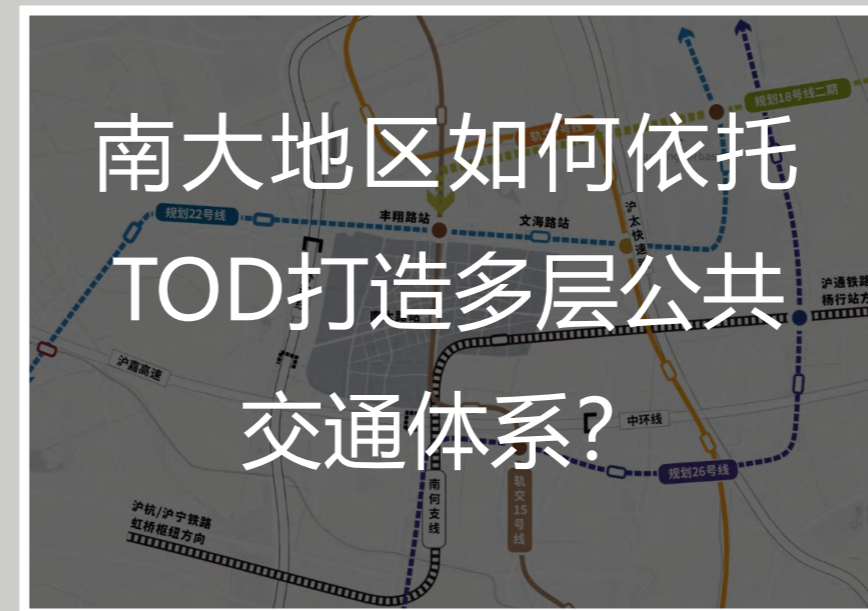 南大地区如何依托
TOD打造多层公共
交通体系？
规划18号线二期
规划22号线
丰翔路站
文海路站
沪太快速路
沪通铁路
杨行站方
沪嘉高速
中环线
规划26号线
南何支线
轨交15号线
沪杭/沪宁铁路
虹桥枢纽方向